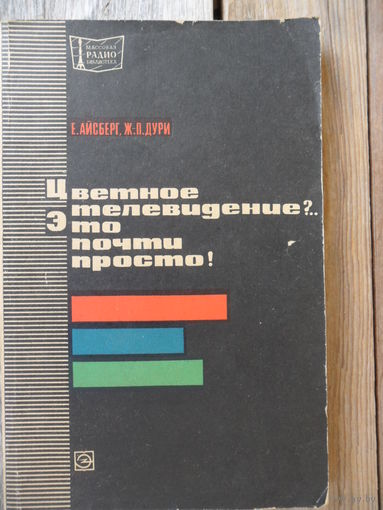 МАССОВАЯ
РАДИО
БИБЛИОТЕКА
Е. АЙСБЕРГ, Ж.-П. ДУРИ
Цветное
телевидение?..
Это
почти
просто!